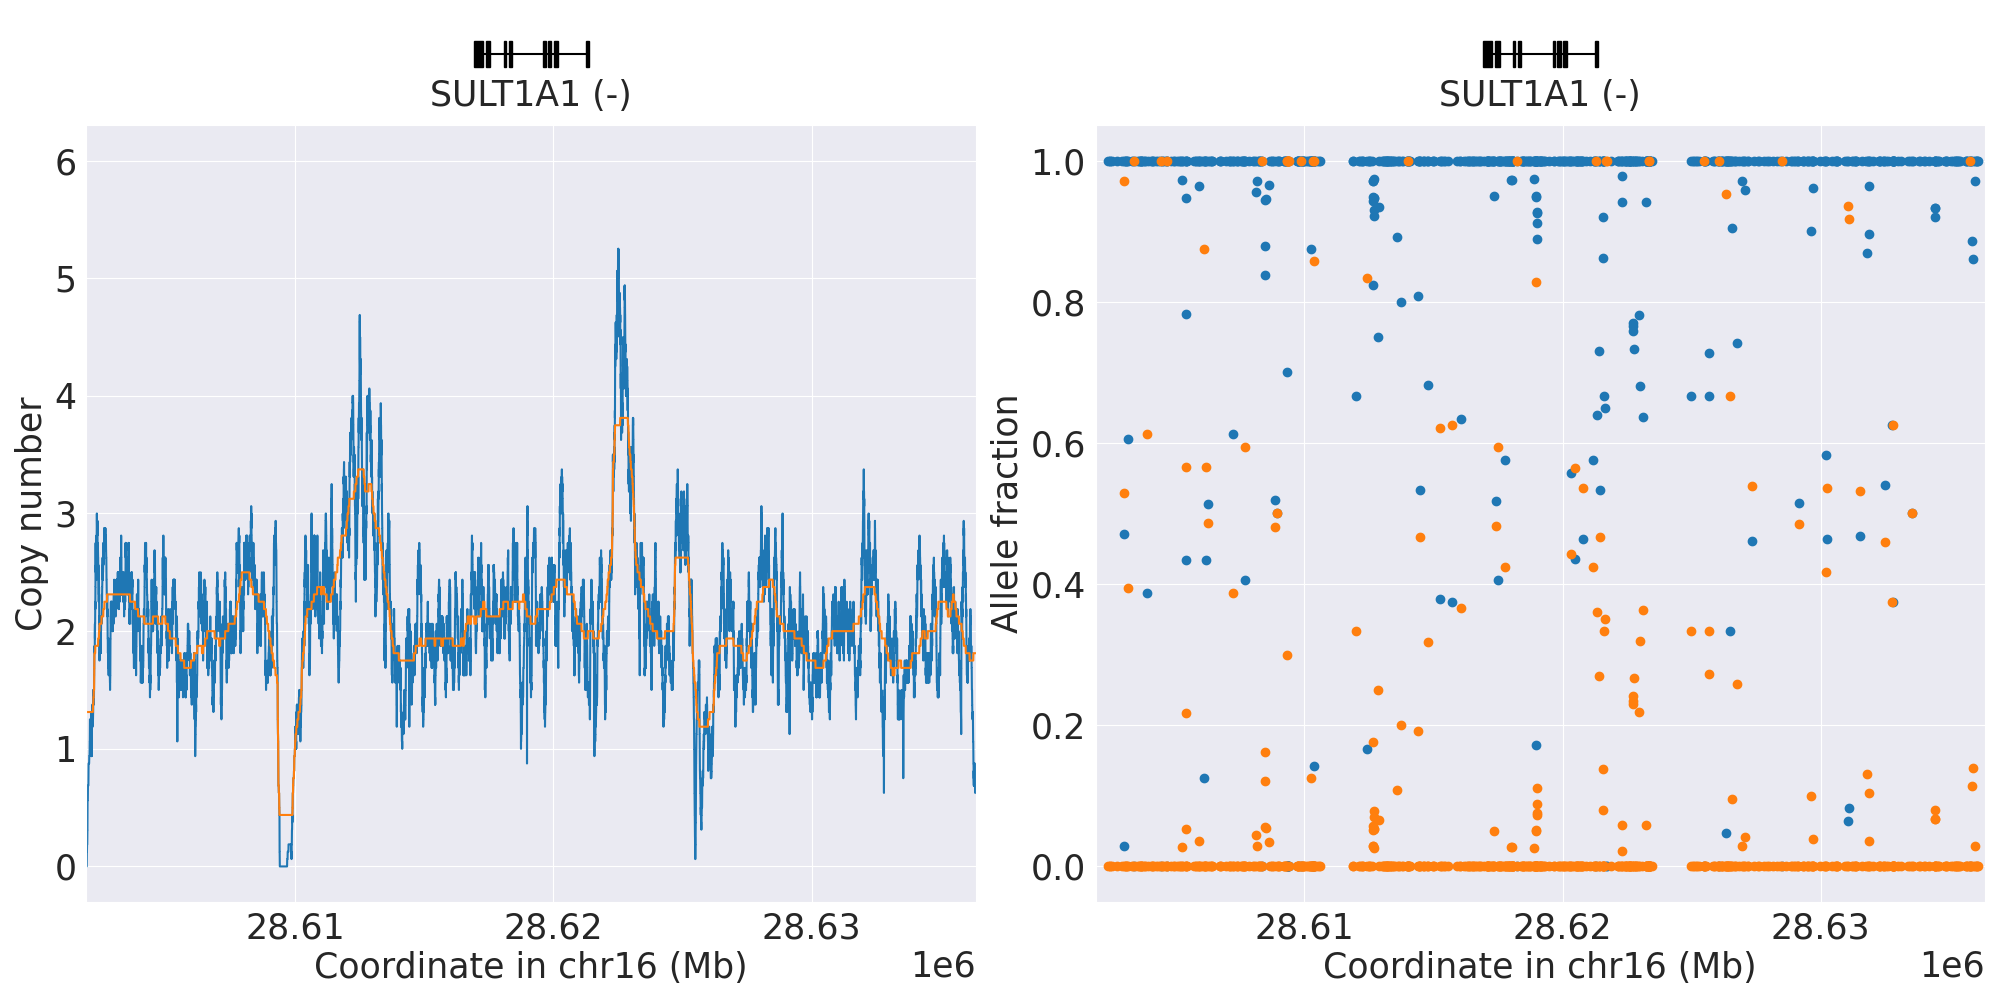 SULT1A1 (-)
6
5
4
3
2
1
0
Copy number
28.61
28.62
28.63
Coordinate in chr16 (Mb)
1e6
SULT1A1 (-)
1.0
0.8
0.6
0.4
0.2
0.0
Allele fraction
28.61
28.62
28.63
Coordinate in chr16 (Mb)
1e6